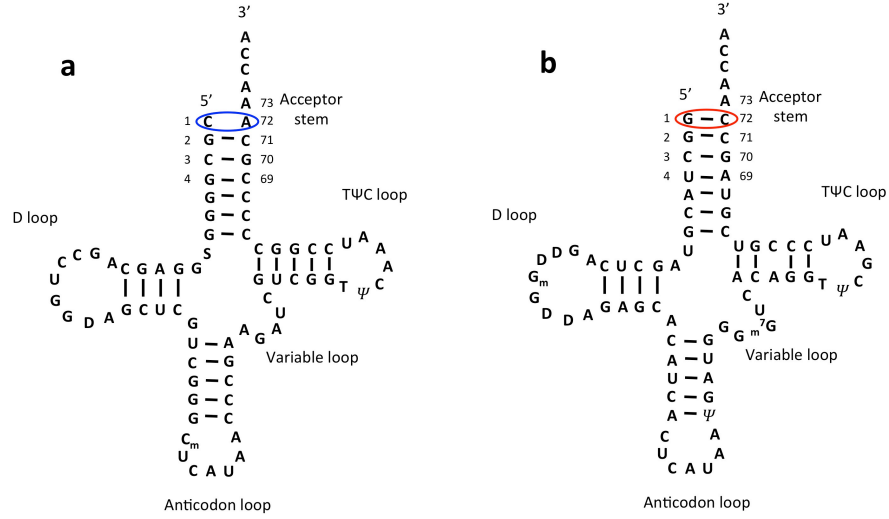 a
3’
A
C
C
A
A 73 Acceptor
5’ stem
1 C A 72
2 G C 71
3 C G 70
4 G C 69
G C
G C
G C
S
TΨC loop
C G G C C U A A
A
C
Ψ
T
G C U G G
D loop
C C G A C G A G G
U
G
G D A G C U C
G
C
U
A
G
A
Variable loop
U A
C G
G C
G C
G C
Cm A
U A
C A U
Anticodon loop
b
3’
A
C
C
A
A 73 Acceptor
5’ stem
1 G C 72
2 G C 71
3 C G 70
4 U A 69
A U
C G
G C
U
TΨC loop
U G C C C U A A
G
C
Ψ
T
A C A G G
D loop
D D G A C U C G A
Gm
G
D D A G A G C
A
C
U
m7G
G
G
Variable loop
C G
A U
U A
C G
A Ψ
C A
U A
C A U
Anticodon loop